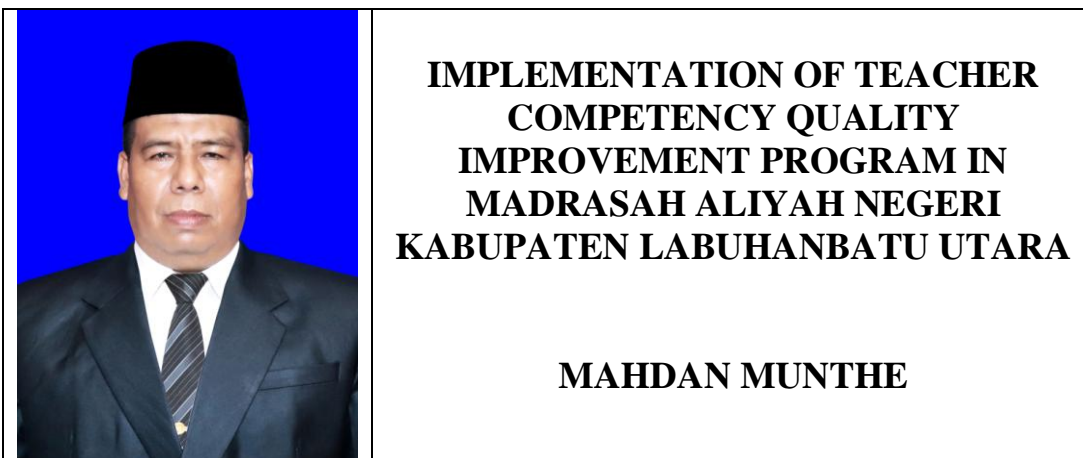 IMPLEMENTATION OF TEACHER
COMPETENCY QUALITY
IMPROVEMENT PROGRAM IN
MADRASAH ALIYAH NEGERI
KABUPATEN LABUHANBATU UTARA
MAHDAN MUNTHE